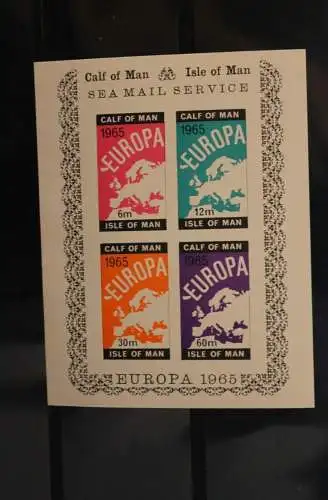 Calf of Man Isle of Man
SEA MAIL SERVICE
CALF OF MAN
1965
EUROPA
6m
ISLE OF MAN
CALF OF MAN
1965
EUROPA
12m
ISLE OF MAN
CALF OF MAN
1965
EUROPA
30m
ISLE OF MAN
CALF OF MAN
1965
EUROPA
60m
ISLE OF MAN
EUROPA 1965